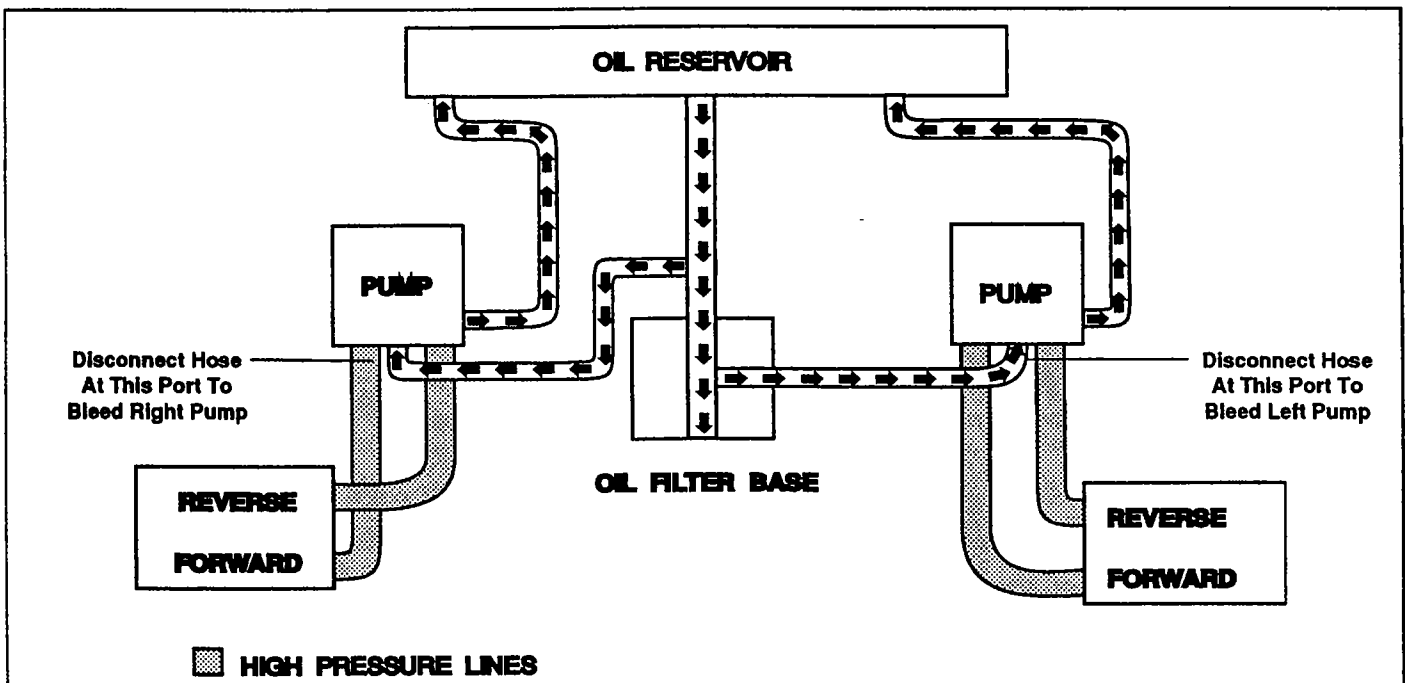 OIL RESERVOIR
PUMP
PUMP
Disconnect Hose
At This Port To
Bleed Right Pump
Disconnect Hose
At This Port To
Bleed Left Pump
OIL FILTER BASE
REVERSE
FORWARD
REVERSE
FORWARD
HIGH PRESSURE LINES